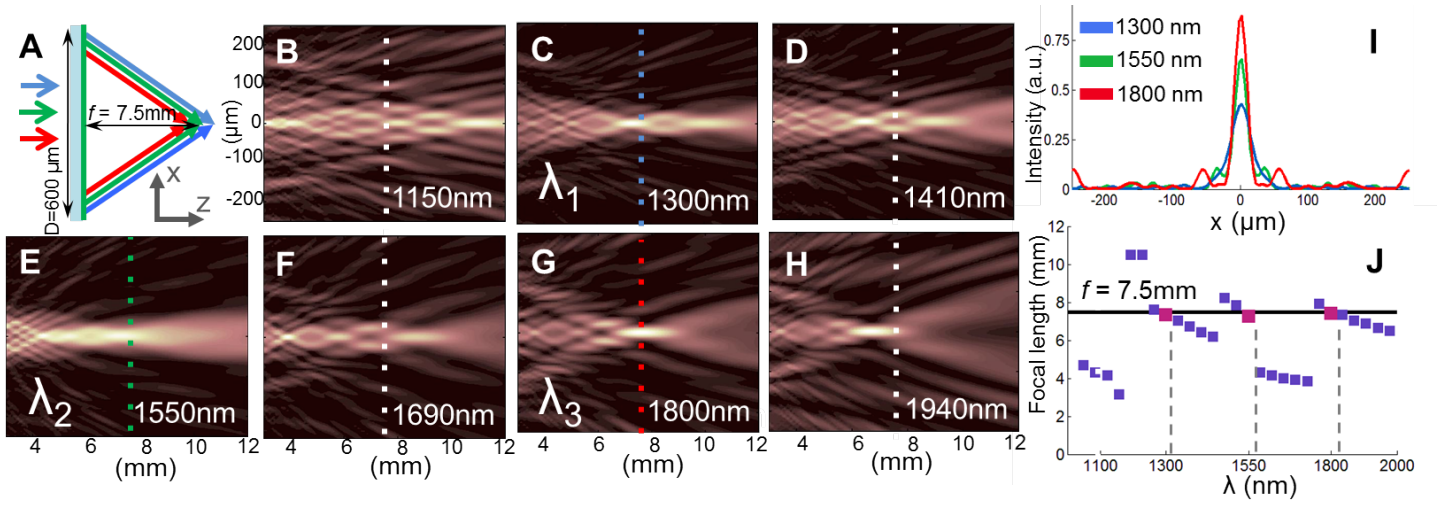 A
D=600 µm
f = 7.5mm
X
Z
B
200
100
0
-100
-200
(µm)
1150nm
C
λ1
1300nm
D
1410nm
I
1300 nm
1550 nm
1800 nm
Intensity (a.u.)
0.75
0.5
0.25
0
-200
-100
0
100
200
x (µm)
E
λ2
1550nm
4
6
8
10
12
(mm)
F
1690nm
4
6
8
10
12
(mm)
G
λ3
1800nm
4
6
8
10
12
(mm)
H
1940nm
4
6
8
10
12
(mm)
J
f = 7.5mm
Focal length (mm)
12
10
8
6
4
2
0
1100
1300
1550
1800
2000
λ (nm)